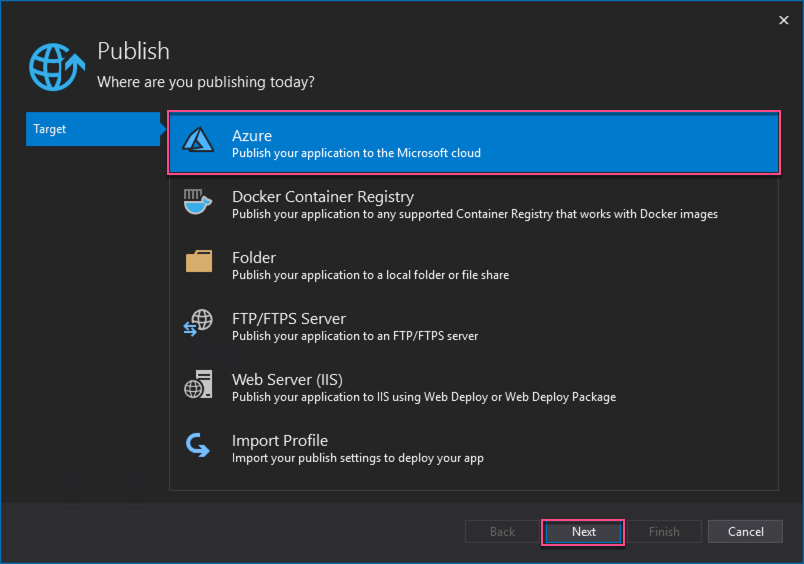 Publish
Where are you publishing today?
Target
Azure
Publish your application to the Microsoft cloud
Docker Container Registry
Publish your application to any supported Container Registry that works with Docker images
Folder
Publish your application to a local folder or file share
FTP/FTPS Server
Publish your application to an FTP/FTPS server
Web Server (IIS)
Publish your application to IIS using Web Deploy or Web Deploy Package
Import Profile
Import your publish settings to deploy your app
Back
Next
Finish
Cancel